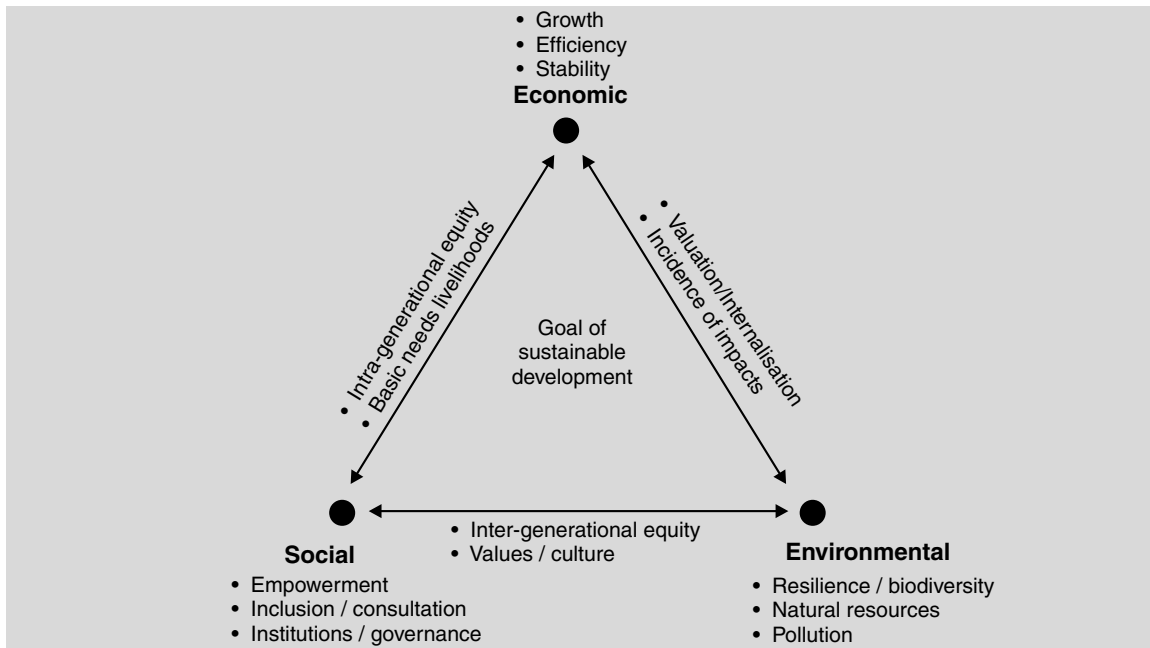 • Growth
• Efficiency
• Stability
Economic
• Intra-generational equity
• Basic needs livelihoods
• Valuation/Internalisation
• Incidence of impacts
Goal of
sustainable
development
• Inter-generational equity
• Values / culture
Social
• Empowerment
• Inclusion / consultation
• Institutions / governance
Environmental
• Resilience / biodiversity
• Natural resources
• Pollution